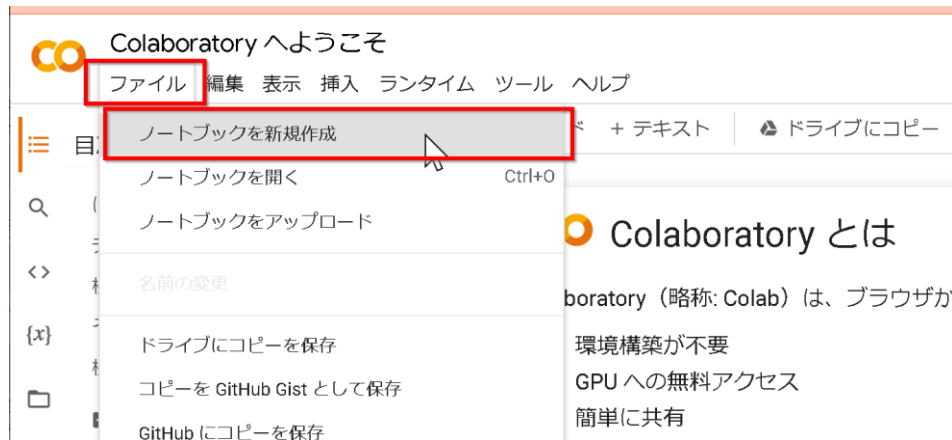 Colaboratory へようこそ
ファイル 編集 表示 挿入 ランタイム ツール ヘルプ
ノートブックを新規作成
+ テキスト
ドライブにコピー
ノートブックを開く Ctrl+O
ノートブックをアップロード
名前の変更
ドライブにコピーを保存
コピーを GitHub Gist として保存
GitHub にコピーを保存
{x}
Colaboratory とは
boratory（略称: Colab）は、ブラウザか
環境構築が不要
GPU への無料アクセス
簡単に共有